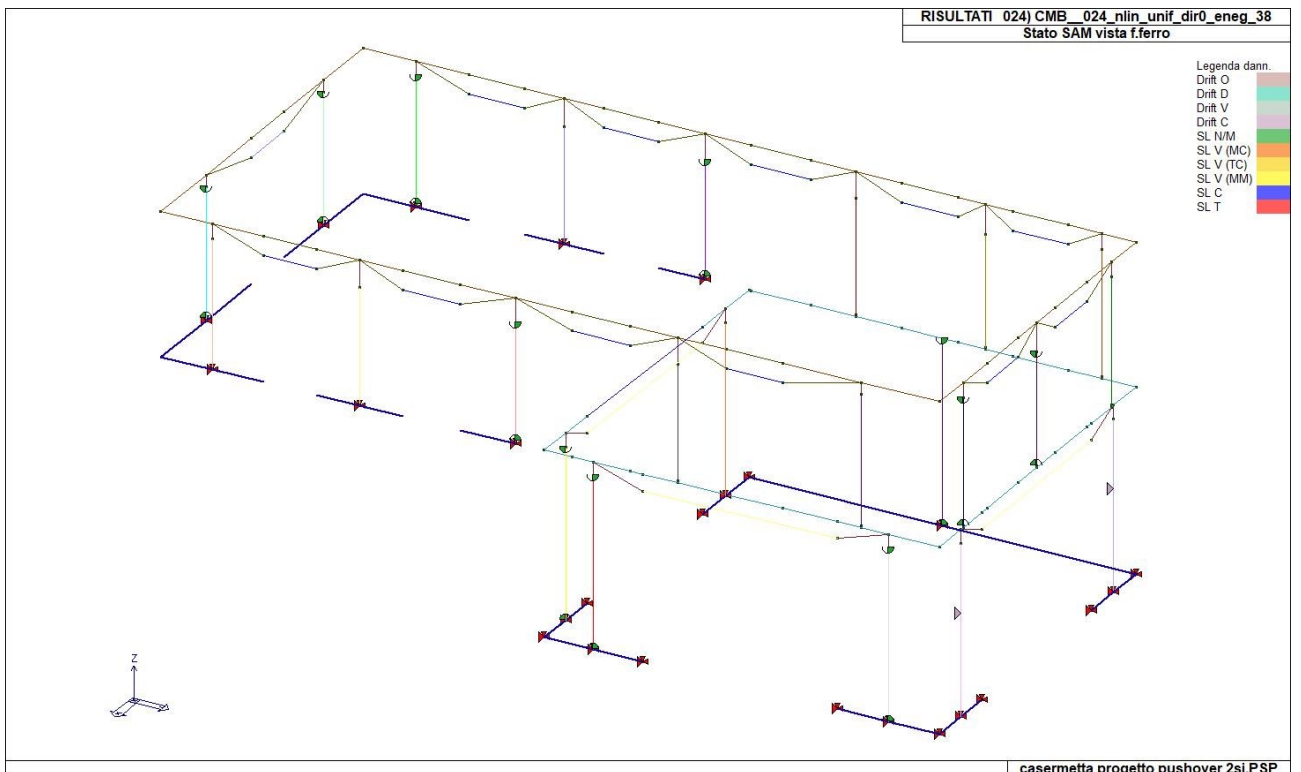 RISULTATI 024) CMB__024_nlin_unif_dir0_eneg_38
Stato SAM vista f.ferro
Legenda dann.
Drift O
Drift D
Drift V
Drift C
SL N/M
SL V (MC)
SL V (TC)
SL V (MM)
SL C
SL T
Z
casermetta progetto pushover 2si.PSP